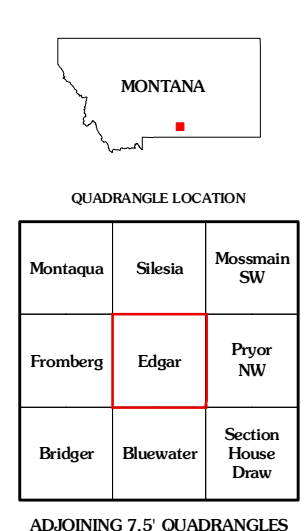 MONTANA
QUADRANGLE LOCATION
Montaqua
Silesia
Mossmain
SW
Fromberg
Edgar
Pryor
NW
Bridger
Bluewater
Section
House
Draw
ADJOINING 7.5' QUADRANGLES